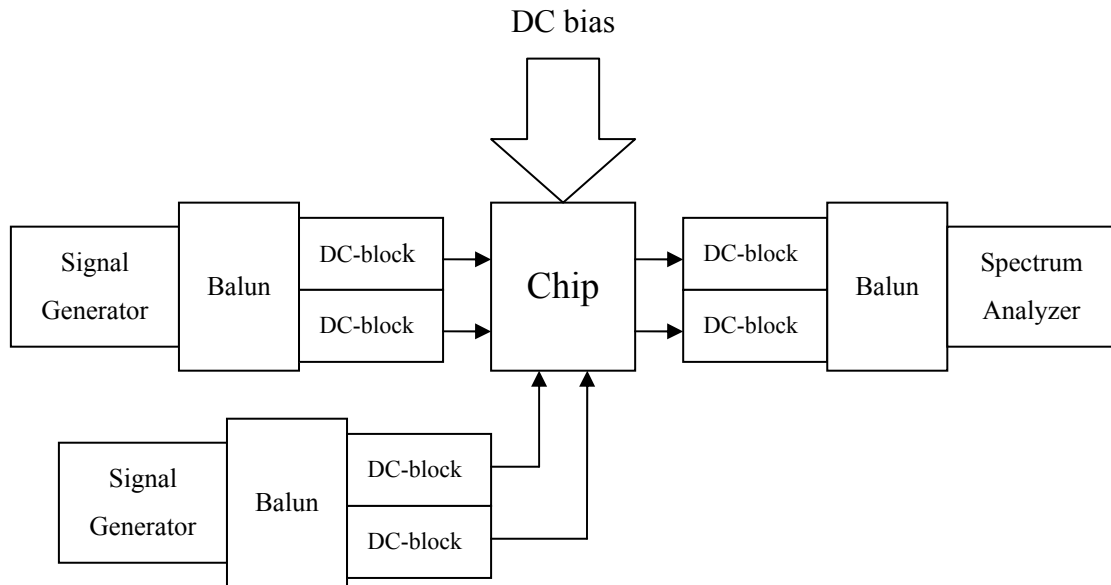 DC bias
Signal
Generator
Balun
DC-block
DC-block
Chip
DC-block
DC-block
Balun
Spectrum
Analyzer
Signal
Generator
Balun
DC-block
DC-block